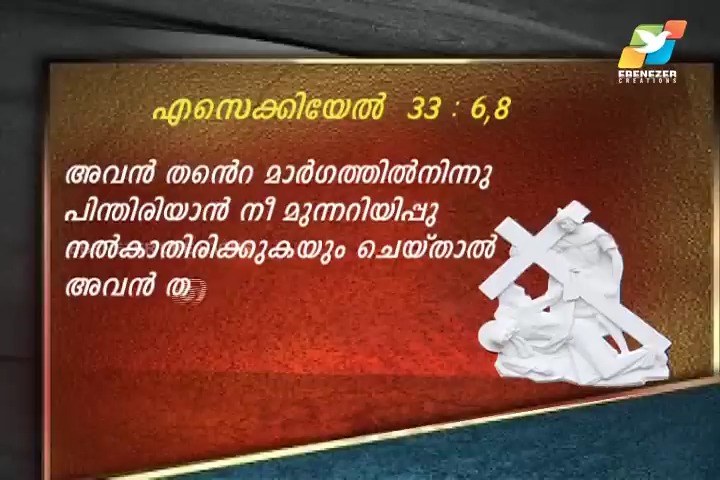 EBENEZER
CREATIONS
എസെക്കിയേൽ 33 : 6,8
അവൻ തൻെറ മാർഗത്തിൽനിന്നു
പിന്തിരിയാൻ നീ മുന്നറിയിപ്പു
നൽകാതിരിക്കുകയും ചെയ്താൽ
അവൻ ത